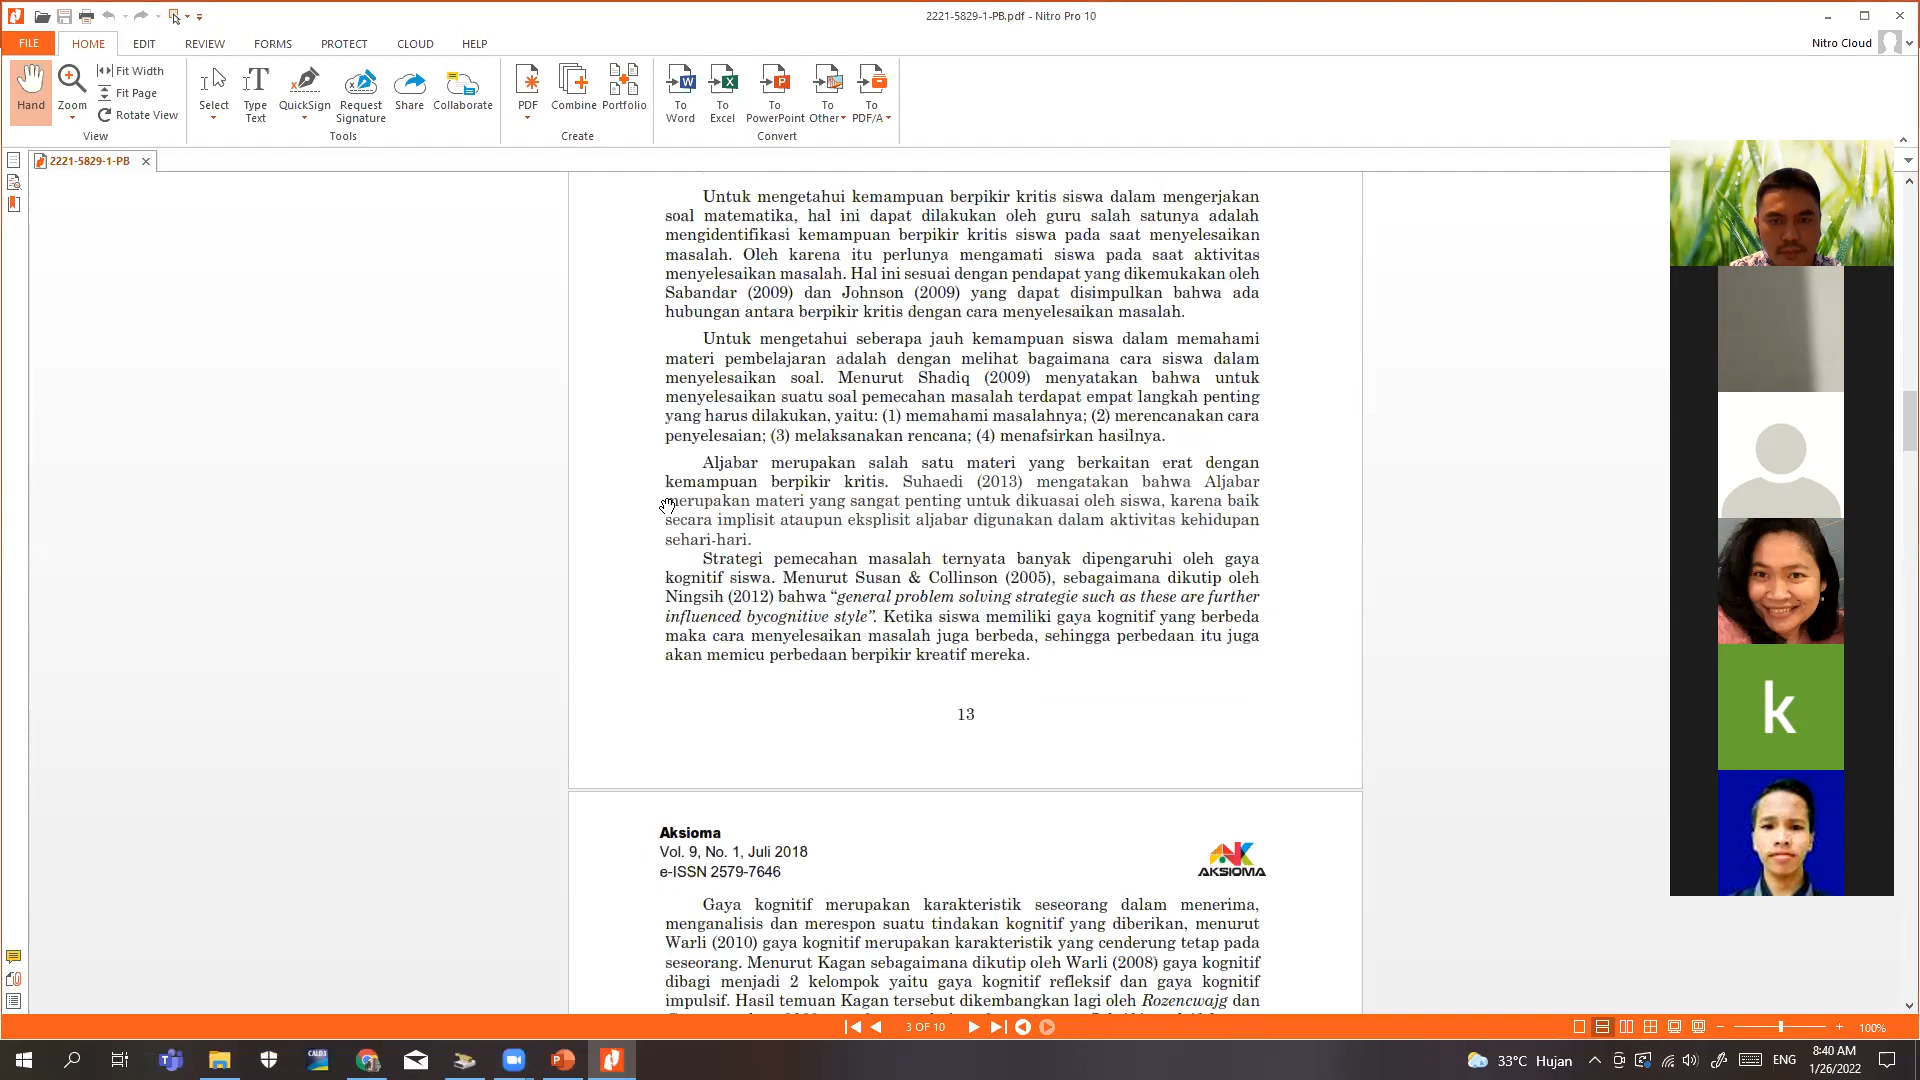 2221-5829-1-PB.pdf - Nitro Pro 10
FILE HOME EDIT REVIEW FORMS PROTECT CLOUD HELP
Nitro Cloud
Hand
Zoom
Fit Width
Fit Page
Rotate View
View
Select
Type Text
QuickSign
Request Signature
Share
Collaborate
Tools
PDF
Combine
Portfolio
Create
To Word
To Excel
To PowerPoint
To Other
To PDF/A
Convert
2221-5829-1-PB
Untuk mengetahui kemampuan berpikir kritis siswa dalam mengerjakan
soal matematika, hal ini dapat dilakukan oleh guru salah satunya adalah
mengidentifikasi kemampuan berpikir kritis siswa pada saat menyelesaikan
masalah. Oleh karena itu perlunya mengamati siswa pada saat aktivitas
menyelesaikan masalah. Hal ini sesuai dengan pendapat yang dikemukakan oleh
Sabandar (2009) dan Johnson (2009) yang dapat disimpulkan bahwa ada
hubungan antara berpikir kritis dengan cara menyelesaikan masalah.
Untuk mengetahui seberapa jauh kemampuan siswa dalam memahami
materi pembelajaran adalah dengan melihat bagaimana cara siswa dalam
menyelesaikan soal. Menurut Shadiq (2009) menyatakan bahwa untuk
menyelesaikan suatu soal pemecahan masalah terdapat empat langkah penting
yang harus dilakukan, yaitu: (1) memahami masalahnya; (2) merencanakan cara
penyelesaian; (3) melaksanakan rencana; (4) menafsirkan hasilnya.
Aljabar merupakan salah satu materi yang berkaitan erat dengan
kemampuan berpikir kritis. Suhaedi (2013) mengatakan bahwa Aljabar
merupakan materi yang sangat penting untuk dikuasai oleh siswa, karena baik
secara implisit ataupun eksplisit aljabar digunakan dalam aktivitas kehidupan
sehari-hari.
Strategi pemecahan masalah ternyata banyak dipengaruhi oleh gaya
kognitif siswa. Menurut Susan & Collinson (2005), sebagaimana dikutip oleh
Ningsih (2012) bahwa “general problem solving strategie such as these are further
influenced bycognitive style”. Ketika siswa memiliki gaya kognitif yang berbeda
maka cara menyelesaikan masalah juga berbeda, sehingga perbedaan itu juga
akan memicu perbedaan berpikir kreatif mereka.
13
Aksioma
Vol. 9, No. 1, Juli 2018
e-ISSN 2579-7646
AKSIOMA
Gaya kognitif merupakan karakteristik seseorang dalam menerima,
menganalisis dan merespon suatu tindakan kognitif yang diberikan, menurut
Warli (2010) gaya kognitif merupakan karakteristik yang cenderung tetap pada
seseorang. Menurut Kagan sebagaimana dikutip oleh Warli (2008) gaya kognitif
dibagi menjadi 2 kelompok yaitu gaya kognitif refleksif dan gaya kognitif
impulsif. Hasil temuan Kagan tersebut dikembangkan lagi oleh Rozencwajg dan
k
3 OF 10
100%
CALD3
33°C Hujan
ENG
8:40 AM
1/26/2022